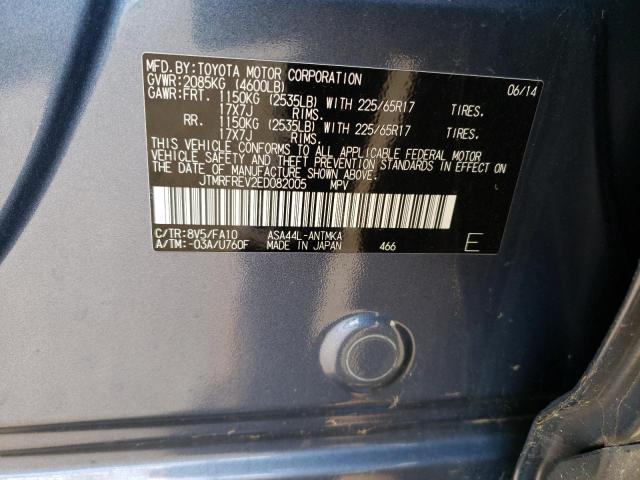 MFD. BY: TOYOTA MOTOR CORPORATION 06/14
GVWR: 2085KG (4600LB)
GAWR: FRT. 1150KG (2535LB) WITH 225/65R17 TIRES.
17X7J RIMS.
RR. 1150KG (2535LB) WITH 225/65R17 TIRES.
17X7J RIMS.
THIS VEHICLE CONFORMS TO ALL APPLICABLE FEDERAL MOTOR
VEHICLE SAFETY AND THEFT PREVENTION STANDARDS IN EFFECT
ON THE DATE OF MANUFACTURE SHOWN ABOVE.
JTMRFREV2ED082005 MPV
C/TR: 8V5/FA10 ASA44L-ANTMKA
A/TM: -03A/U760F MADE IN JAPAN 466 E